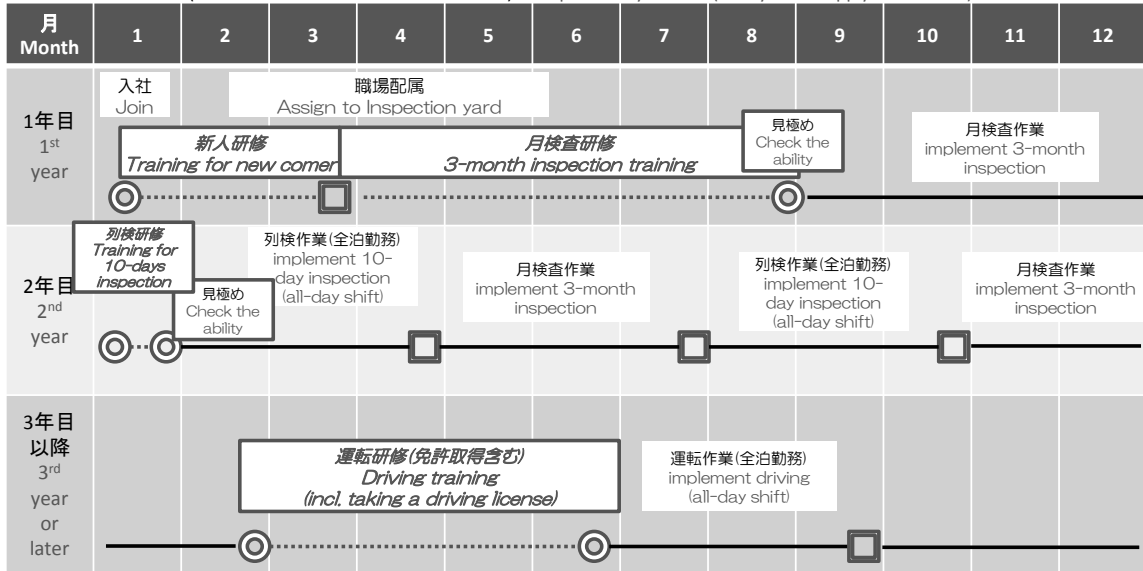 月
Month
1 2 3 4 5 6 7 8 9 10 11 12
1年目
1st
year
入社
Join
職場配属
Assign to Inspection yard
新人研修
Training for new comer
月検査研修
3-month inspection training
見極め
Check the
ability
月検査作業
implement 3-month
inspection
2年目
2nd
year
列検研修
Training for
10-days
inspection
見極め
Check the
ability
列検作業(全泊勤務)
implement 10-
day inspection
(all-day shift)
月検査作業
implement 3-month
inspection
列検作業(全泊勤務)
implement 10-
day inspection
(all-day shift)
月検査作業
implement 3-month
inspection
3年目
以降
3rd
year
or
later
運転研修(免許取得含む)
Driving training
(incl. taking a driving license)
運転作業(全泊勤務)
implement driving
(all-day shift)